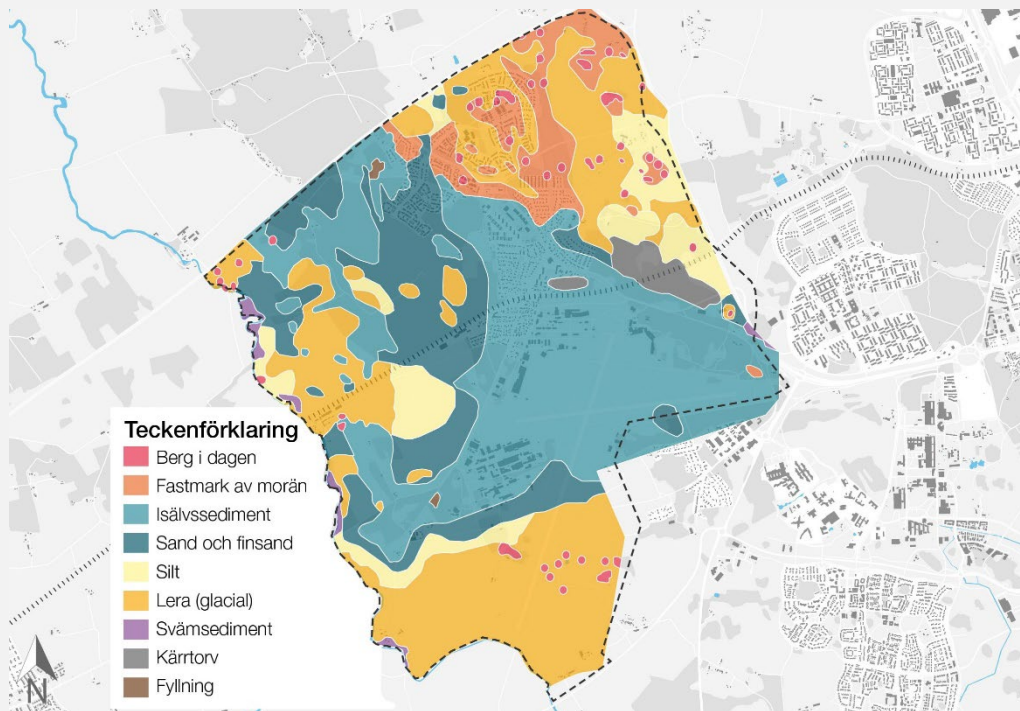 Teckenförklaring
Berg i dagen
Fastmark av morän
Isälvssediment
Sand och finsand
Silt
Lera (glacial)
Svämsediment
Kärrtorv
Fyllning
N